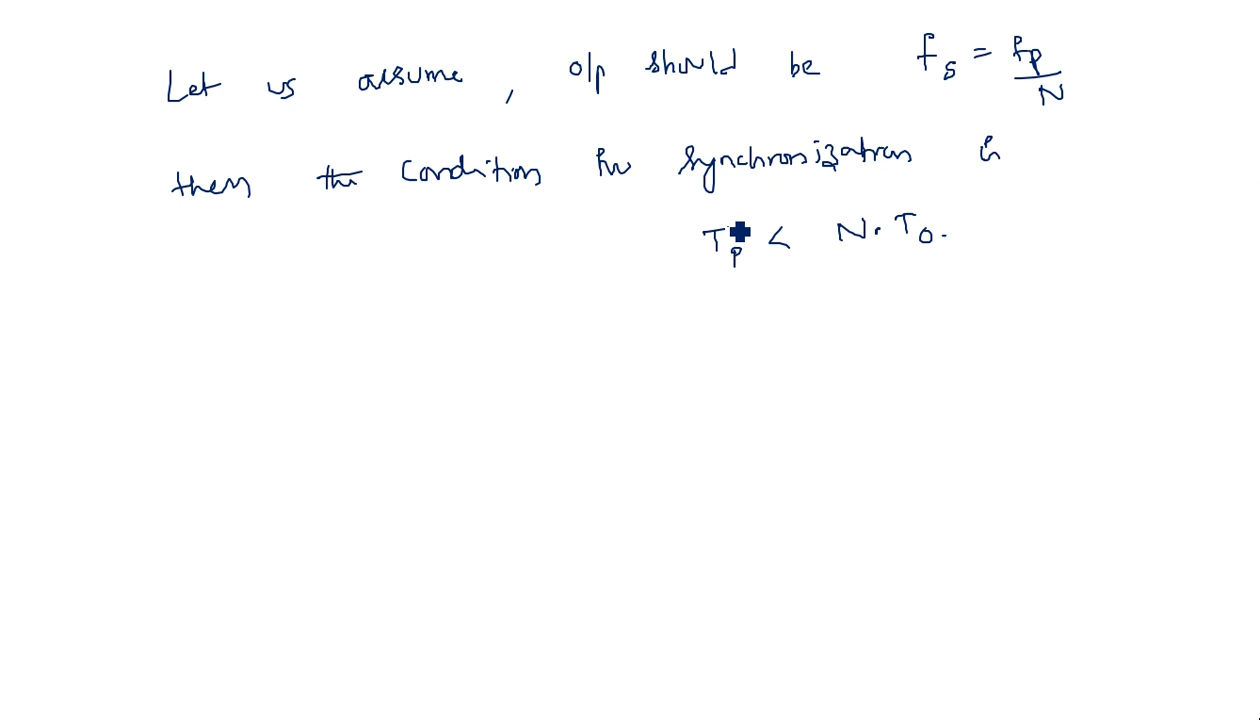 Let us assume, o/p should be fs = fp/N
then the condition for synchronization is
Tp < N. To.